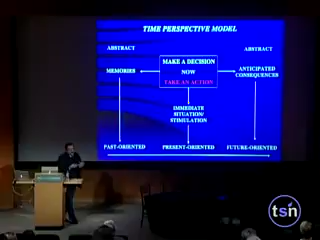 TIME PERSPECTIVE MODEL
ABSTRACT
ABSTRACT
MAKE A DECISION
NOW
TAKE AN ACTION
MEMORIES
ANTICIPATED
CONSEQUENCES
IMMEDIATE
SITUATION/
STIMULATION
PAST-ORIENTED
PRESENT-ORIENTED
FUTURE-ORIENTED
tsn